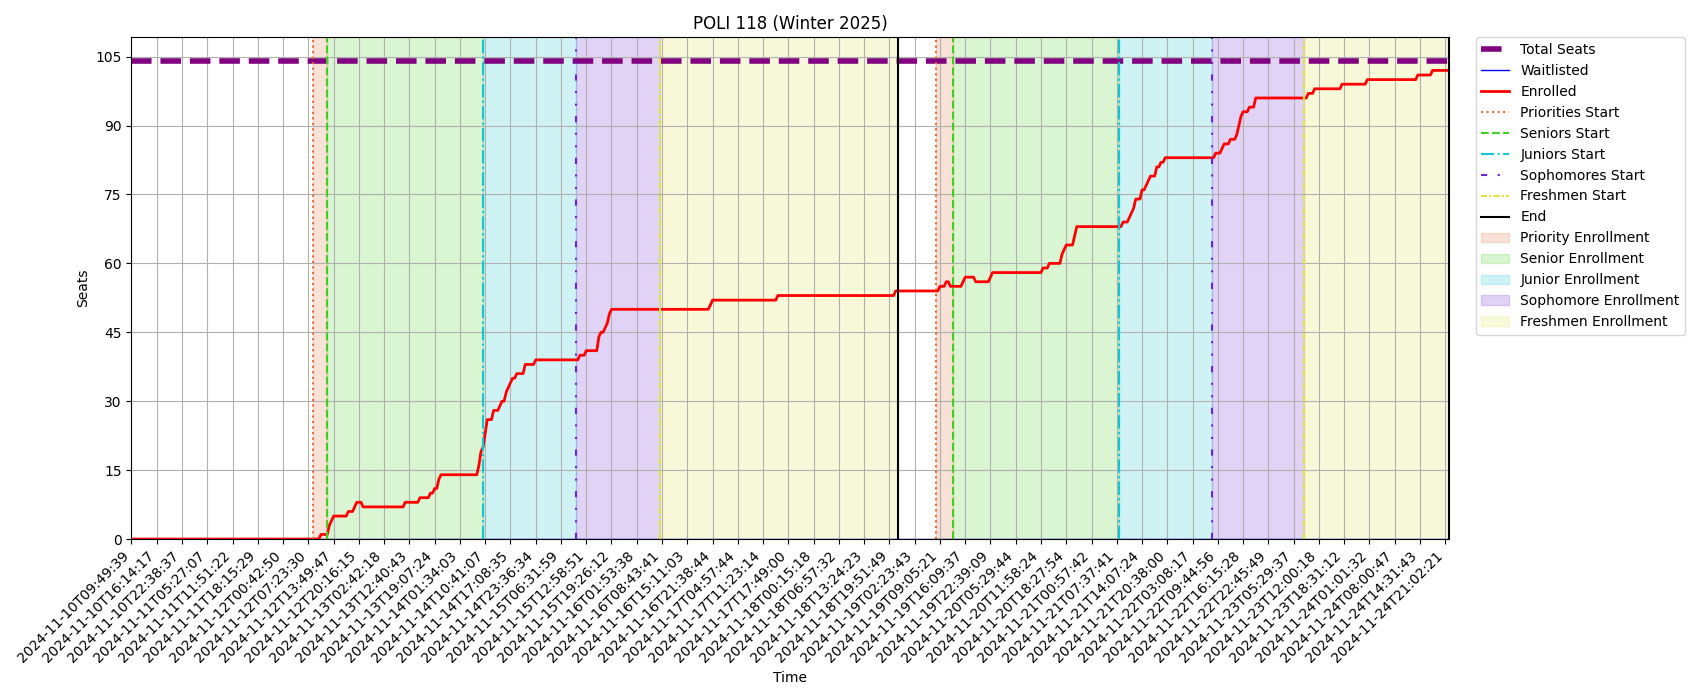 POLI 118 (Winter 2025)
Seats
105
90
75
60
45
30
15
0
2024-11-10T09:49:39
2024-11-10T16:14:17
2024-11-10T22:38:37
2024-11-11T05:27:07
2024-11-11T11:51:22
2024-11-11T18:15:29
2024-11-12T00:42:50
2024-11-12T07:23:30
2024-11-12T13:49:47
2024-11-12T20:16:15
2024-11-13T02:42:18
2024-11-13T12:40:43
2024-11-13T19:07:24
2024-11-14T01:34:03
2024-11-14T10:41:07
2024-11-14T17:08:35
2024-11-14T23:36:34
2024-11-15T06:31:59
2024-11-15T12:58:51
2024-11-15T19:26:12
2024-11-16T01:53:38
2024-11-16T08:43:41
2024-11-16T15:11:03
2024-11-16T21:38:44
2024-11-17T04:57:44
2024-11-17T11:23:14
2024-11-17T17:49:00
2024-11-18T00:15:18
2024-11-18T06:57:32
2024-11-18T13:24:23
2024-11-18T19:51:49
2024-11-19T02:23:43
2024-11-19T09:05:21
2024-11-19T16:09:37
2024-11-19T22:39:09
2024-11-20T05:29:44
2024-11-20T11:58:24
2024-11-20T18:27:54
2024-11-21T00:57:42
2024-11-21T07:37:41
2024-11-21T14:07:24
2024-11-21T20:38:00
2024-11-22T03:08:17
2024-11-22T09:44:56
2024-11-22T16:15:28
2024-11-22T22:45:49
2024-11-23T05:29:37
2024-11-23T12:00:18
2024-11-23T18:31:12
2024-11-24T01:01:32
2024-11-24T08:00:47
2024-11-24T14:31:43
2024-11-24T21:02:21
Time
Total Seats
Waitlisted
Enrolled
Priorities Start
Seniors Start
Juniors Start
Sophomores Start
Freshmen Start
End
Priority Enrollment
Senior Enrollment
Junior Enrollment
Sophomore Enrollment
Freshmen Enrollment